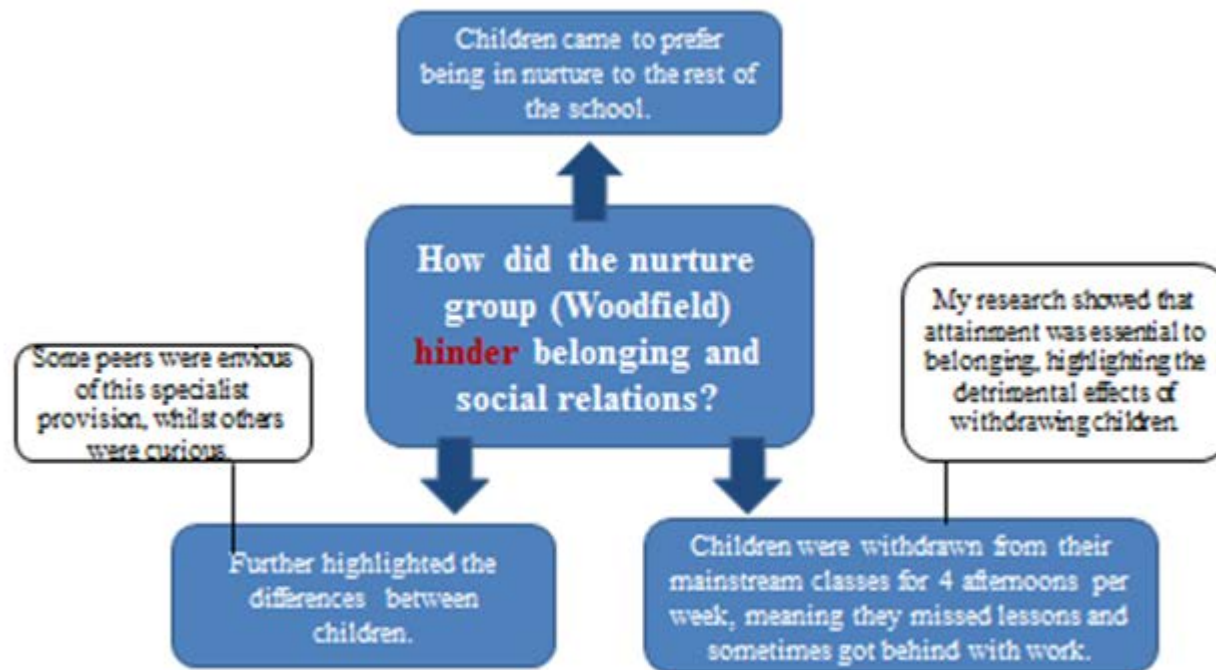 Children came to prefer
being in nurture to the rest of
the school.
How did the nurture
group (Woodfield)
hinder belonging and
social relations?
Some peers were envious
of this specialist
provision, whilst others
were curious.
My research showed that
attainment was essential to
belonging, highlighting the
detrimental effects of
withdrawing children
Further highlighted the
differences between
children.
Children were withdrawn from their
mainstream classes for 4 afternoons per
week, meaning they missed lessons and
sometimes got behind with work.